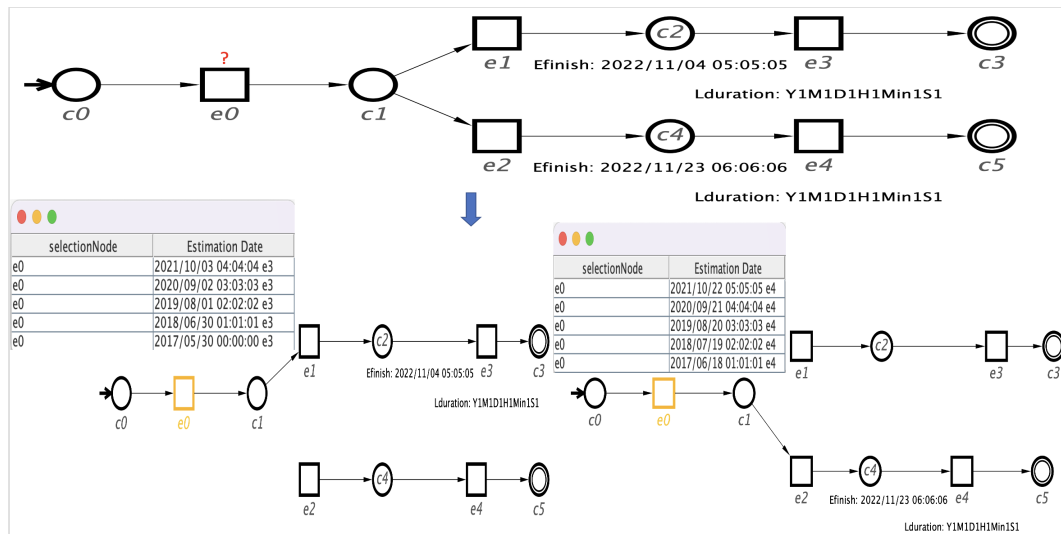 ?
c0
e0
c1
e1
c2
e3
c3
Efinish: 2022/11/04 05:05:05
Lduration: Y1M1D1H1Min1S1
e2
c4
e4
c5
Efinish: 2022/11/23 06:06:06
Lduration: Y1M1D1H1Min1S1
selectionNode Estimation Date
e0 2021/10/03 04:04:04 e3
e0 2020/09/02 03:03:03 e3
e0 2019/08/01 02:02:02 e3
e0 2018/06/30 01:01:01 e3
e0 2017/05/30 00:00:00 e3
c0
e0
c1
e1
c2
e3
c3
Efinish: 2022/11/04 05:05:05
Lduration: Y1M1D1H1Min1S1
e2
c4
e4
c5
selectionNode Estimation Date
e0 2021/10/22 05:05:05 e4
e0 2020/09/21 04:04:04 e4
e0 2019/08/20 03:03:03 e4
e0 2018/07/19 02:02:02 e4
e0 2017/06/18 01:01:01 e4
c0
e0
c1
e1
c2
e3
c3
e2
c4
e4
c5
Efinish: 2022/11/23 06:06:06
Lduration: Y1M1D1H1Min1S1